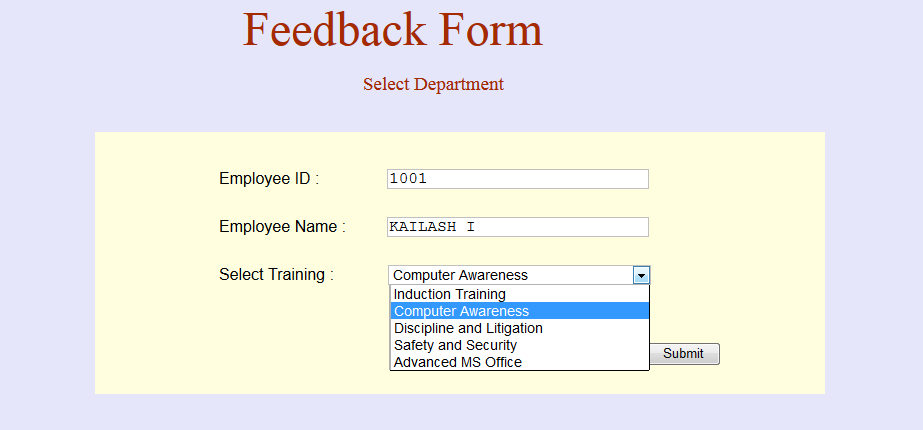 Feedback Form
Select Department
Employee ID : 1001
Employee Name : KAILASH I
Select Training : Computer Awareness
Induction Training
Computer Awareness
Discipline and Litigation
Safety and Security
Submit
Advanced MS Office